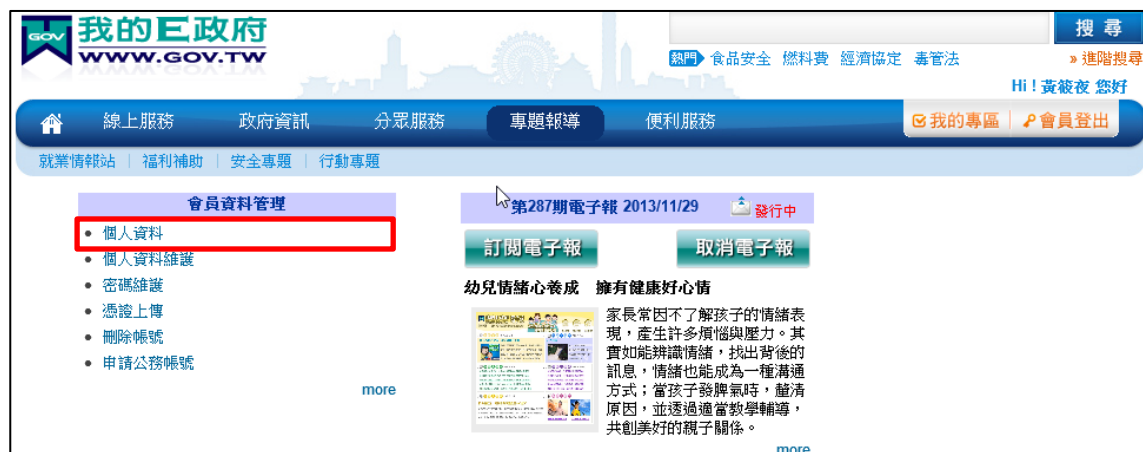 GOV 我的E政府
WWW.GOV.TW
搜 尋
熱門 食品安全 燃料費 經濟協定 毒管法
» 進階搜尋
Hi！黃筱夜 您好
線上服務 政府資訊 分眾服務 專題報導 便利服務
我的專區 會員登出
就業情報站 | 福利補助 | 安全專題 | 行動專題
會員資料管理
• 個人資料
• 個人資料維護
• 密碼維護
• 憑證上傳
• 刪除帳號
• 申請公務帳號
more
第287期電子報 2013/11/29 發行中
訂閱電子報 取消電子報
幼兒情緒心養成 擁有健康好心情
家長常因不了解孩子的情緒表
現，產生許多煩惱與壓力。其
實如能辨識情緒，找出背後的
訊息，情緒也能成為一種溝通
方式；當孩子發脾氣時，釐清
原因，並透過適當教學輔導，
共創美好的親子關係。
more